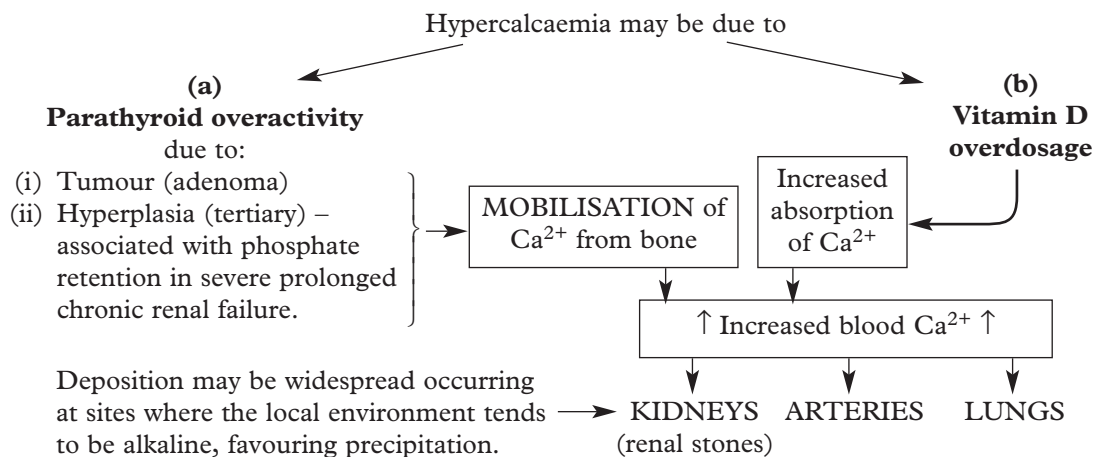 Hypercalcaemia may be due to
(a)
Parathyroid overactivity
due to:
(i) Tumour (adenoma)
(ii) Hyperplasia (tertiary) –
associated with phosphate
retention in severe prolonged
chronic renal failure.
MOBILISATION of
Ca²⁺ from bone
(b)
Vitamin D
overdosage
Increased
absorption
of Ca²⁺
↑ Increased blood Ca²⁺ ↑
Deposition may be widespread occurring
at sites where the local environment tends
to be alkaline, favouring precipitation.
KIDNEYS
(renal stones)
ARTERIES
LUNGS